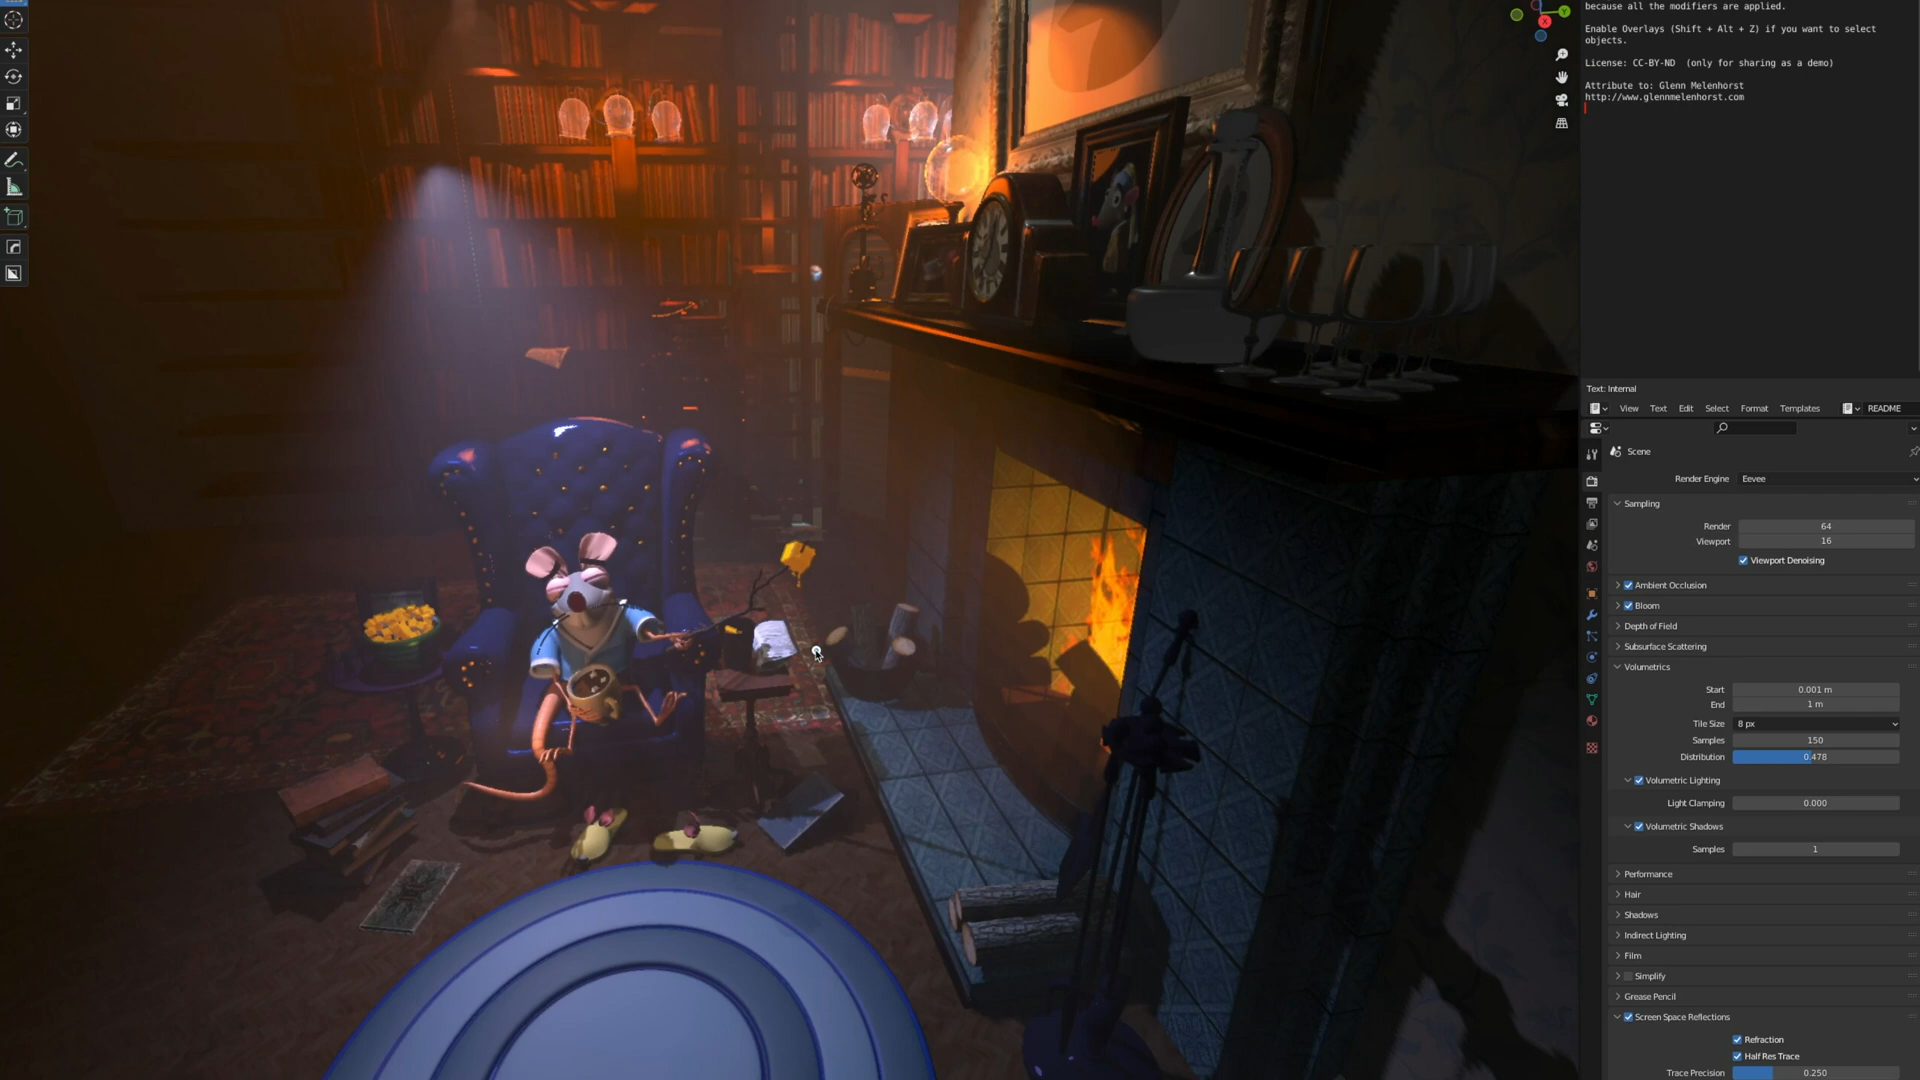 because all the modifiers are applied.
Enable Overlays (Shift + Alt + Z) if you want to select
objects.
License: CC-BY-ND  (only for sharing as a demo)
Attribute to: Glenn Melenhorst
http://www.glennmelenhorst.com
Text: Internal
View Text Edit Select Format Templates README
Scene
Render Engine Eevee
Sampling
Render 64
Viewport 16
Viewport Denoising
Ambient Occlusion
Bloom
Depth of Field
Subsurface Scattering
Volumetrics
Start 0.001 m
End 1 m
Tile Size 8 px
Samples 150
Distribution 0.478
Volumetric Lighting
Light Clamping 0.000
Volumetric Shadows
Samples 1
Performance
Hair
Shadows
Indirect Lighting
Film
Simplify
Grease Pencil
Screen Space Reflections
Refraction
Half Res Trace
Trace Precision 0.250